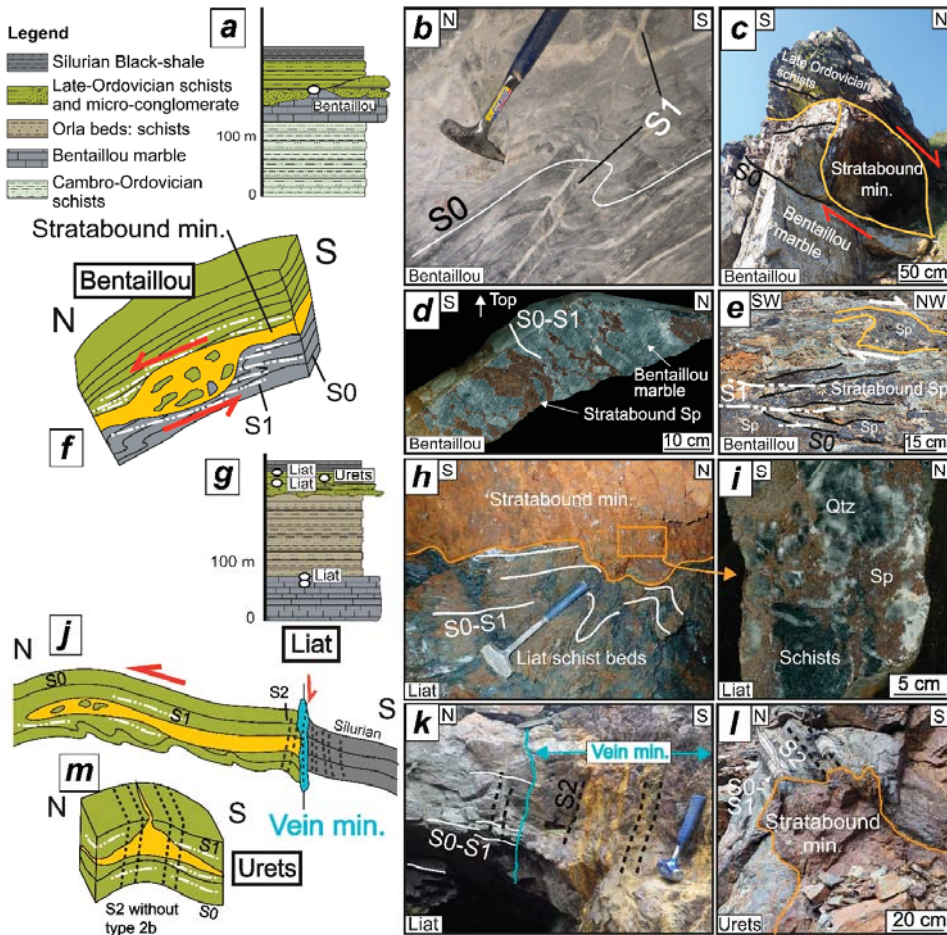 Legend
Silurian Black-shale
Late-Ordovician schists
and micro-conglomerate
Orla beds: schists
Bentaillou marble
Cambro-Ordovician
schists
a
Bentaillou
100 m
0
b
N
S
S1
S0
Bentaillou
c
S
N
Late Ordovician
schists
Stratabound
min.
S0
Bentaillou
marble
Bentaillou
50 cm
Stratabound min.
Bentaillou
S
N
S0
S1
f
d
S
Top
N
S0-S1
Bentaillou
marble
Stratabound Sp
Bentaillou
10 cm
e
SW
NW
Sp
S1
Stratabound Sp
Sp
Sp
S0
Bentaillou
15 cm
g
Liat
Liat
Urets
100 m
Liat
0
h
S
N
Stratabound min.
S0-S1
Liat schist beds
Liat
i
S
N
Qtz
Sp
Schists
5 cm
j
Liat
N
S0
S2
S
S1
Silurian
Vein min.
k
N
S
Vein min.
S2
S0-S1
Liat
l
N
S
S2
S0-
S1
Stratabound
min.
Urets
20 cm
m
N
S
S1
Urets
S0
S2 without
type 2b